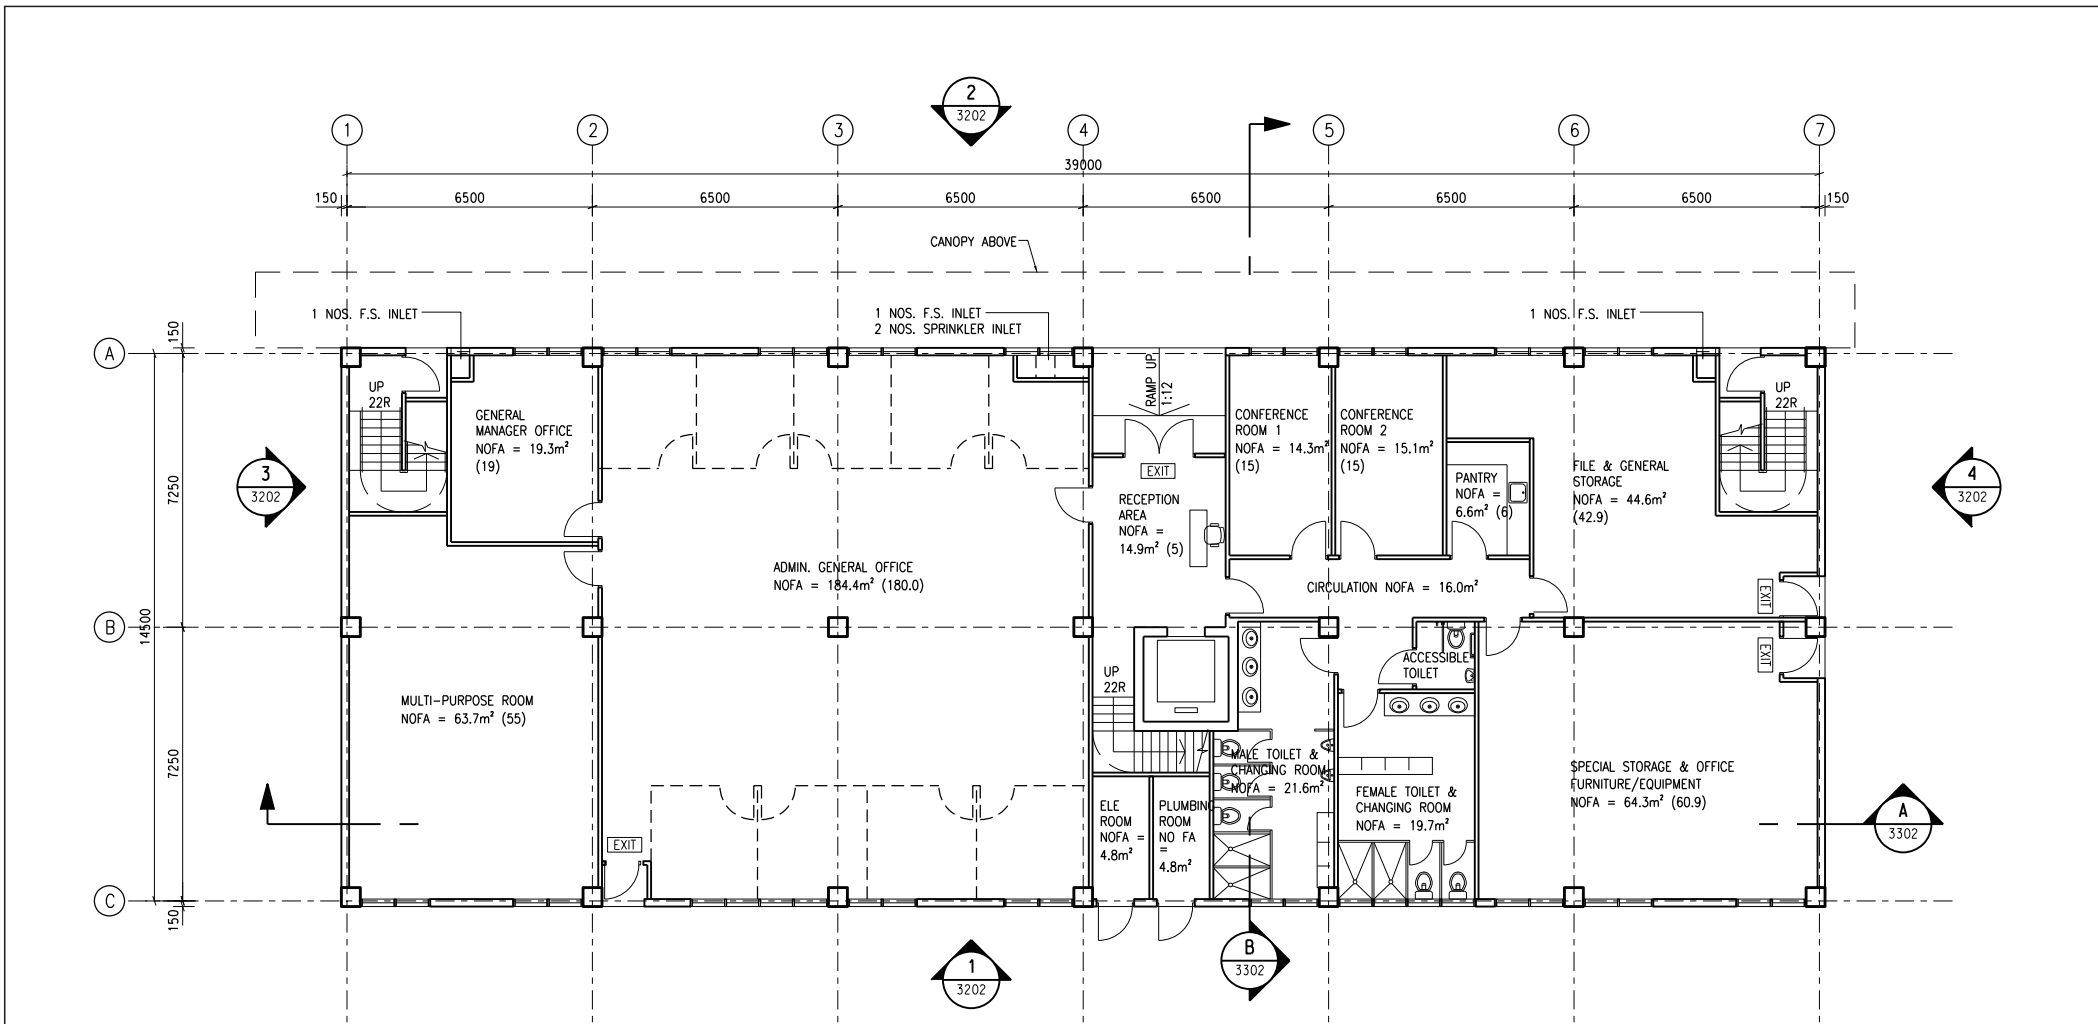 2
3202
1
2
3
4
5
6
7
39000
150
6500
6500
6500
6500
6500
6500
150
CANOPY ABOVE
1 NOS. F.S. INLET
1 NOS. F.S. INLET
2 NOS. SPRINKLER INLET
1 NOS. F.S. INLET
150
A
7250
14500
B
7250
C
150
3
3202
4
3202
UP
22R
GENERAL
MANAGER OFFICE
NOFA = 19.3m²
(19)
RAMP UP
1:12
EXIT
CONFERENCE
ROOM 1
NOFA = 14.3m²
(15)
CONFERENCE
ROOM 2
NOFA = 15.1m²
(15)
PANTRY
NOFA =
6.6m² (6)
FILE & GENERAL
STORAGE
NOFA = 44.6m²
(42.9)
UP
22R
RECEPTION
AREA
NOFA =
14.9m² (5)
ADMIN. GENERAL OFFICE
NOFA = 184.4m² (180.0)
CIRCULATION NOFA = 16.0m²
EXIT
EXIT
ACCESSIBLE
TOILET
UP
22R
MULTI-PURPOSE ROOM
NOFA = 63.7m² (55)
MALE TOILET &
CHANGING ROOM
NOFA = 21.6m²
FEMALE TOILET &
CHANGING ROOM
NOFA = 19.7m²
SPECIAL STORAGE & OFFICE
FURNITURE/EQUIPMENT
NOFA = 64.3m² (60.9)
ELE
ROOM
NOFA =
4.8m²
PLUMBING
ROOM
NO FA
=
4.8m²
EXIT
A
3302
1
3202
B
3302